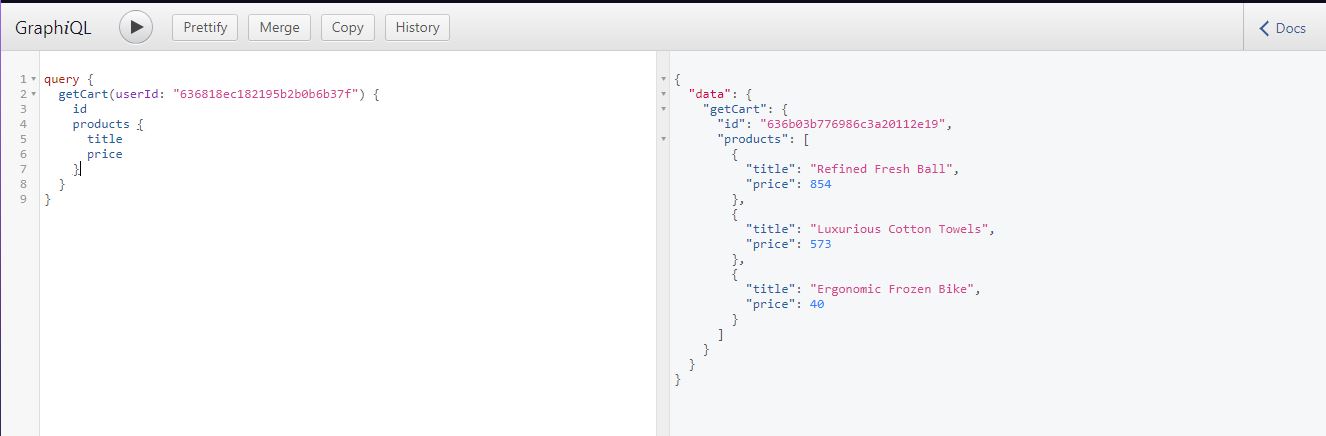 GraphiQL Prettify Merge Copy History Docs
1 query {
2 getCart(userId: "636818ec182195b2b0b6b37f") {
3 id
4 products {
5 title
6 price
7 }
8 }
9 }
{
"data": {
"getCart": {
"id": "636b03b776986c3a20112e19",
"products": [
{
"title": "Refined Fresh Ball",
"price": 854
},
{
"title": "Luxurious Cotton Towels",
"price": 573
},
{
"title": "Ergonomic Frozen Bike",
"price": 40
}
]
}
}
}